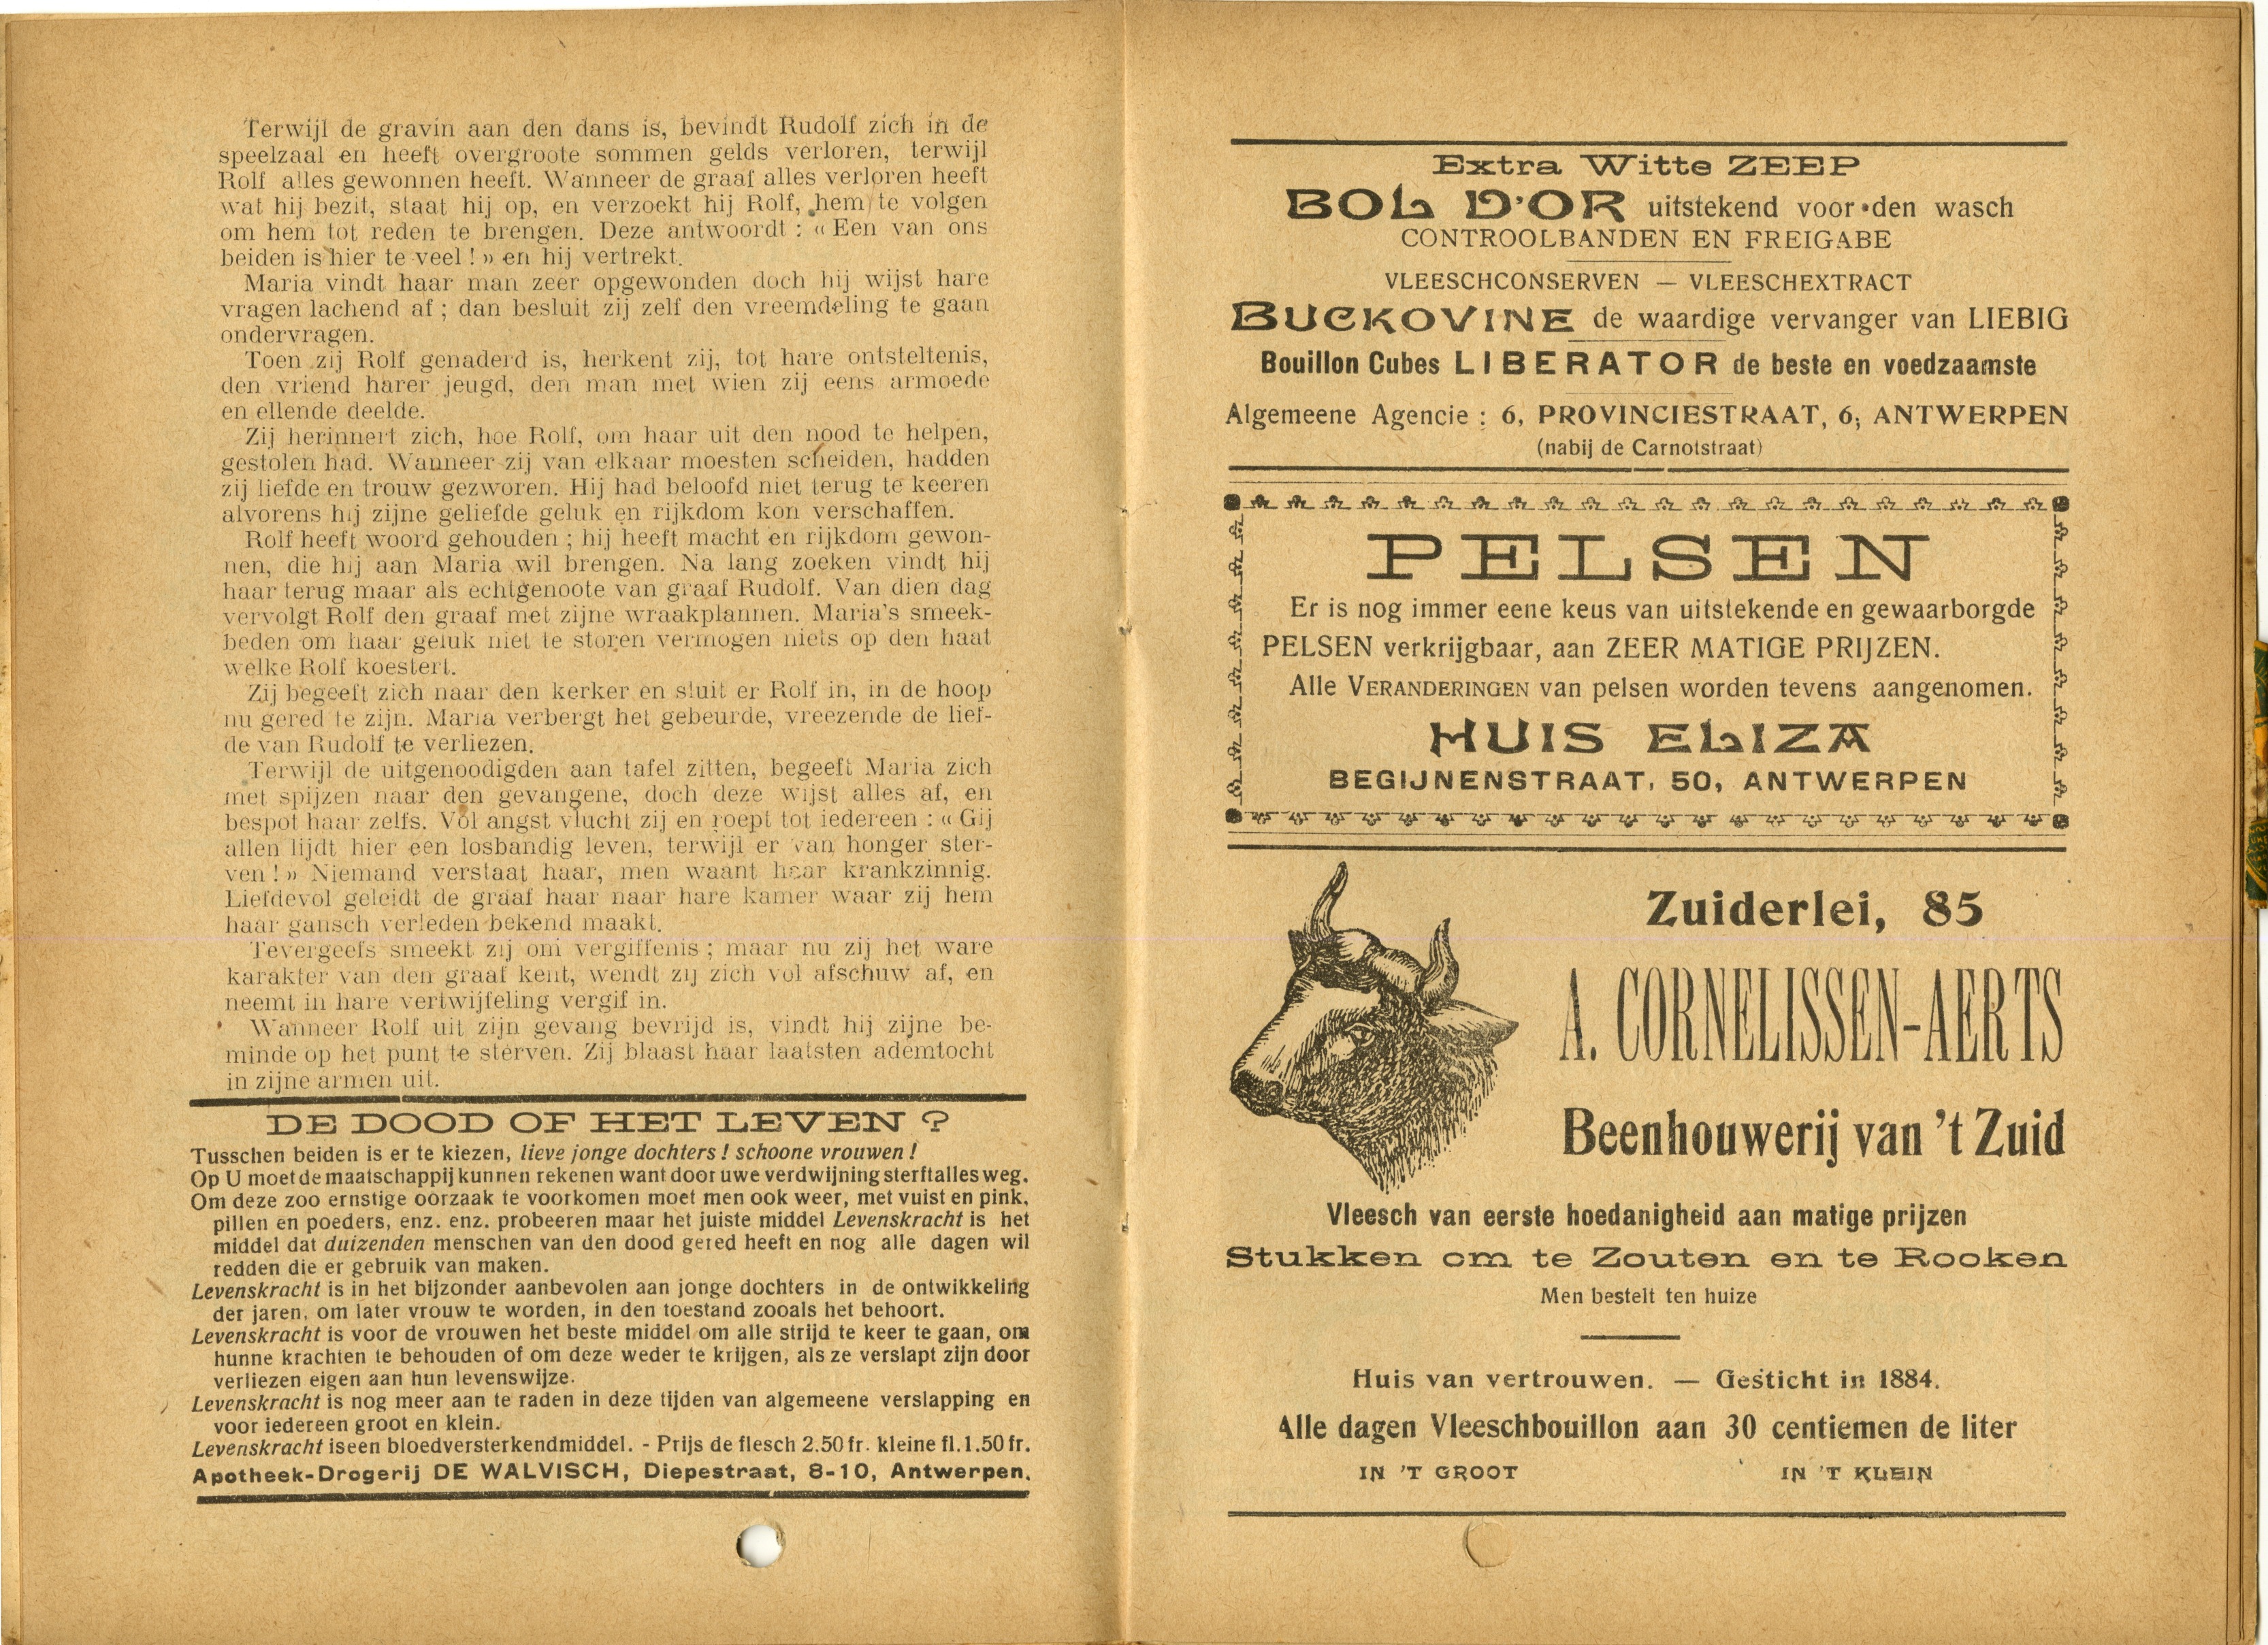 Terwijl de gravin aan den dans is, bevindt Rudolf zich in de
speelzaal en heeft overgroote sommen gelds verloren, terwijl
Rolf alles gewonnen heeft. Wanneer de graaf alles verloren heeft
wat hij bezit, staat hij op, en verzoekt hij Rolf, hem te volgen
om hem tot reden te brengen. Deze antwoordt : « Een van ons
beiden is hier te veel ! » en hij vertrekt.
Maria vindt haar man zeer opgewonden doch hij wijst hare
vragen lachend af ; dan besluit zij zelf den vreemdeling te gaan
ondervragen.
Toen zij Rolf genaderd is, herkent zij, tot hare ontsteltenis,
den vriend harer jeugd, den man met wien zij eens armoede
en ellende deelde.
Zij herinnert zich, hoe Rolf, om haar uit den nood te helpen,
gestolen had. Wanneer zij van elkaar moesten scheiden, hadden
zij liefde en trouw gezworen. Hij had beloofd niet terug te keeren
alvorens hij zijne geliefde geluk en rijkdom kon verschaffen.
Rolf heeft woord gehouden ; hij heeft macht en rijkdom gewon-
nen, die hij aan Maria wil brengen. Na lang zoeken vindt hij
haar terug maar als echtgenoote van graaf Rudolf. Van dien dag
vervolgt Rolf den graaf met zijne wraakplannen. Maria's smeek-
beden om haar geluk niet te storen vermogen niets op den haat
welke Rolf koestert.
Zij begeeft zich naar den kerker en sluit er Rolf in, in de hoop
nu gered te zijn. Maria verbergt het gebeurde, vreezende de lief-
de van Rudolf te verliezen.
Terwijl de uitgenoodigden aan tafel zitten, begeeft Maria zich
met spijzen naar den gevangene, doch deze wijst alles af, en
bespot haar zelfs. Vol angst vlucht zij en roept tot iedereen : « Gij
allen lijdt hier een losbandig leven, terwijl er van honger ster-
ven ! » Niemand verstaat haar, men waant haar krankzinnig.
Liefdevol geleidt de graaf haar naar hare kamer waar zij hem
haar gansch verleden bekend maakt.
Tevergeefs smeekt zij om vergiffenis ; maar nu zij het ware
karakter van den graaf kent, wendt zij zich vol afschuw af, en
neemt in hare vertwijfeling vergif in.
Wanneer Rolf uit zijn gevang bevrijd is, vindt hij zijne be-
minde op het punt te sterven. Zij blaast haar laatsten ademtocht
in zijne armen uit.
DE DOOD OF HET LEVEN ?
Tusschen beiden is er te kiezen, lieve jonge dochters ! schoone vrouwen !
Op U moet de maatschappij kunnen rekenen want door uwe verdwijning sterft alles weg.
Om deze zoo ernstige oorzaak te voorkomen moet men ook weer, met vuist en pink,
pillen en poeders, enz. enz. probeeren maar het juiste middel Levenskracht is het
middel dat duizenden menschen van den dood gered heeft en nog alle dagen wil
redden die er gebruik van maken.
Levenskracht is in het bijzonder aanbevolen aan jonge dochters in de ontwikkeling
der jaren, om later vrouw te worden, in den toestand zooals het behoort.
Levenskracht is voor de vrouwen het beste middel om alle strijd te keer te gaan, om
hunne krachten te behouden of om deze weder te krijgen, als ze verslapt zijn door
verliezen eigen aan hun levenswijze.
Levenskracht is nog meer aan te raden in deze tijden van algemeene verslapping en
voor iedereen groot en klein.
Levenskracht is een bloedversterkend middel. - Prijs de flesch 2.50 fr. kleine fl. 1.50 fr.
Apotheek-Drogerij DE WALVISCH, Diepestraat, 8-10, Antwerpen.
Extra Witte ZEEP
BOL D'OR uitstekend voor den wasch
CONTROOLBANDEN EN FREIGABE
VLEESCHCONSERVEN — VLEESCHEXTRACT
BUCKOVINE de waardige vervanger van LIEBIG
Bouillon Cubes LIBERATOR de beste en voedzaamste
Algemeene Agencie : 6, PROVINCIESTRAAT, 6, ANTWERPEN
(nabij de Carnotstraat)
PELSEN
Er is nog immer eene keus van uitstekende en gewaarborgde
PELSEN verkrijgbaar, aan ZEER MATIGE PRIJZEN.
Alle VERANDERINGEN van pelsen worden tevens aangenomen.
HUIS ELIZA
BEGIJNENSTRAAT, 50, ANTWERPEN
Zuiderlei, 85
A. CORNELISSEN-AERTS
Beenhouwerij van 't Zuid
Vleesch van eerste hoedanigheid aan matige prijzen
Stukken om te Zouten en te Rooken
Men bestelt ten huize
Huis van vertrouwen. — Gesticht in 1884.
Alle dagen Vleeschbouillon aan 30 centiemen de liter
IN 'T GROOT IN 'T KLEIN